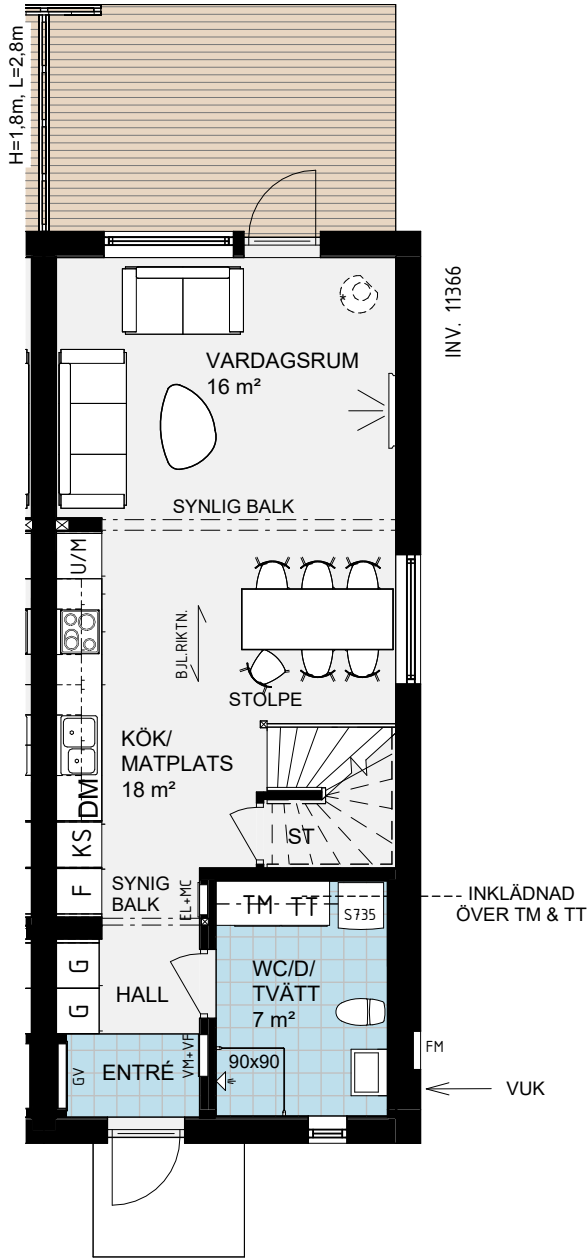 H=1,8m, L=2,8m
INV. 11366
VARDAGSRUM
16 m²
SYNLIG BALK
U/M
BJL.RIKTN.
STOLPE
KÖK/
MATPLATS
18 m²
DM
KS
ST
F
SYNIG
BALK
EL+MC
TM
TT
S735
INKLÄDNAD
ÖVER TM & TT
G
G
HALL
WC/D/
TVÄTT
7 m²
GV
ENTRÉ
VM+VF
90x90
FM
VUK